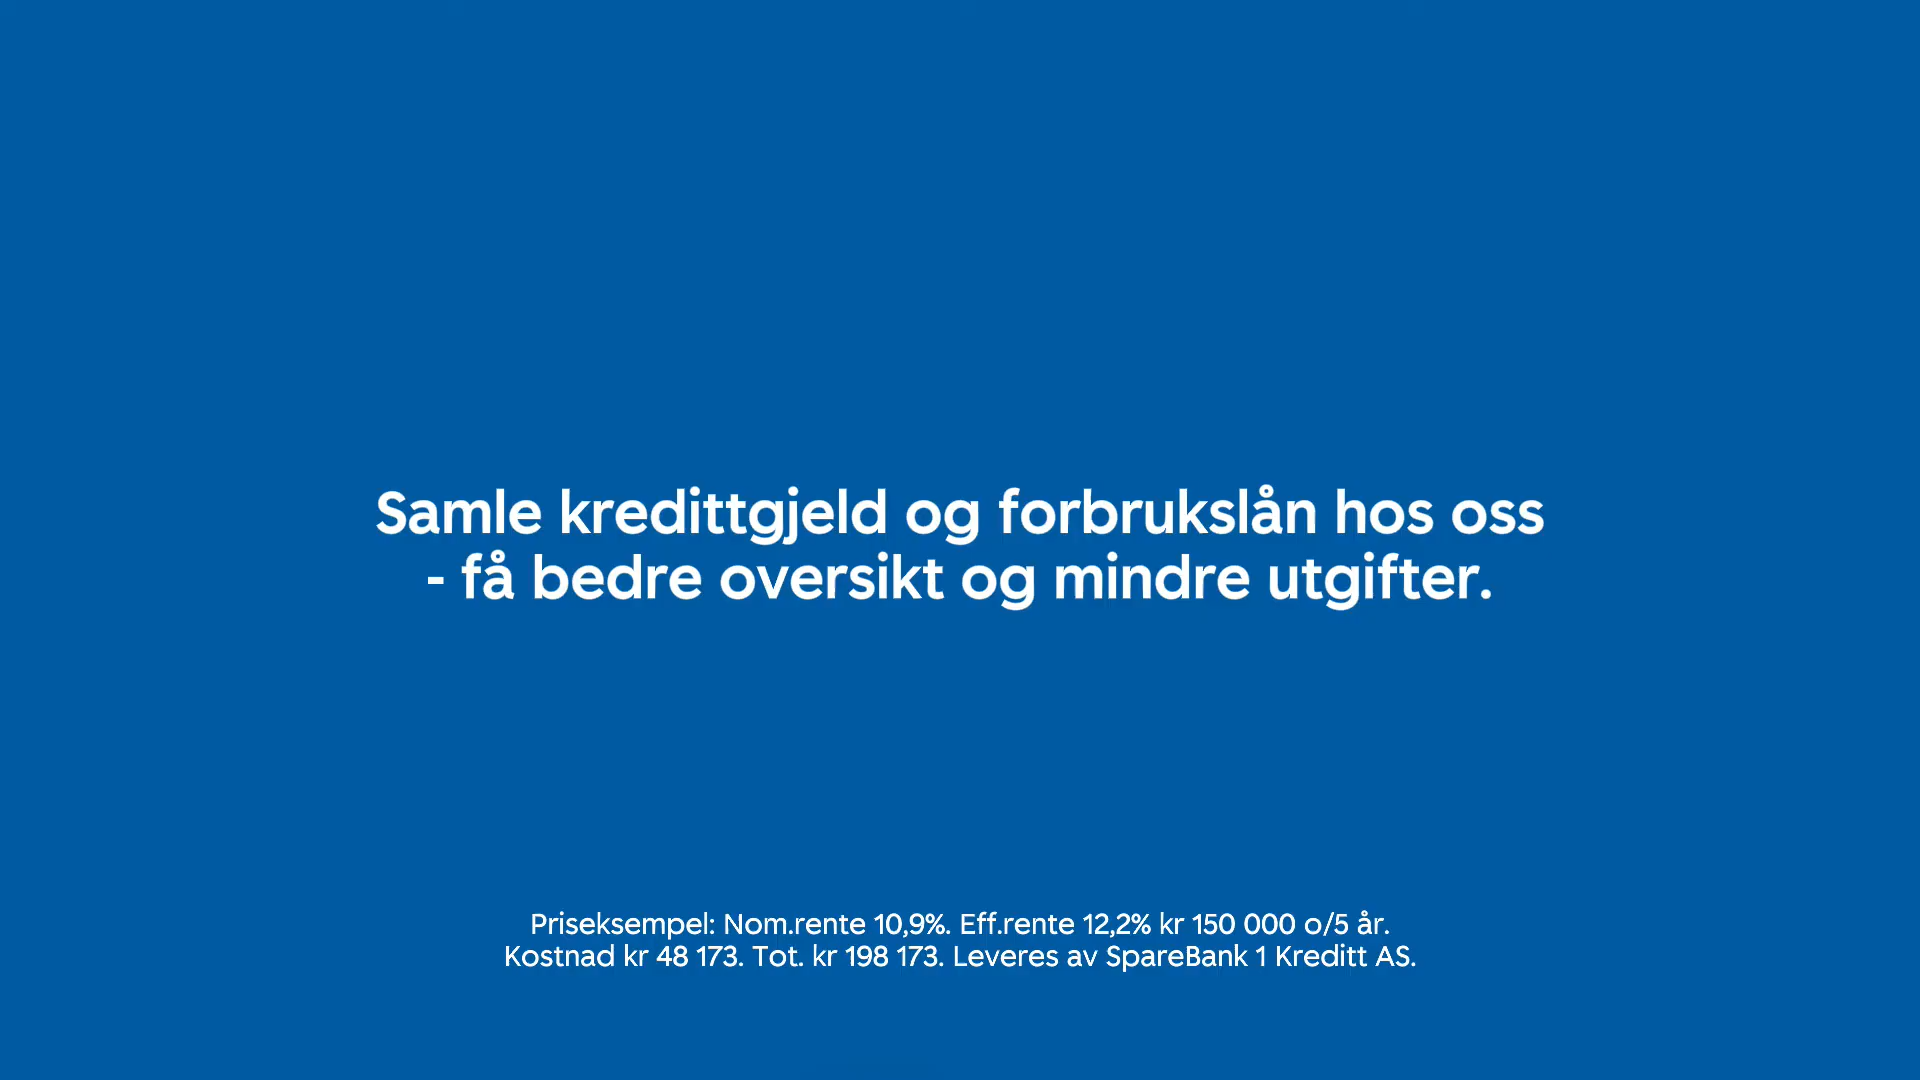 Samle kredittgjeld og forbrukslån hos oss
- få bedre oversikt og mindre utgifter.
Priseksempel: Nom.rente 10,9%. Eff.rente 12,2% kr 150 000 o/5 år.
Kostnad kr 48 173. Tot. kr 198 173. Leveres av SpareBank 1 Kreditt AS.